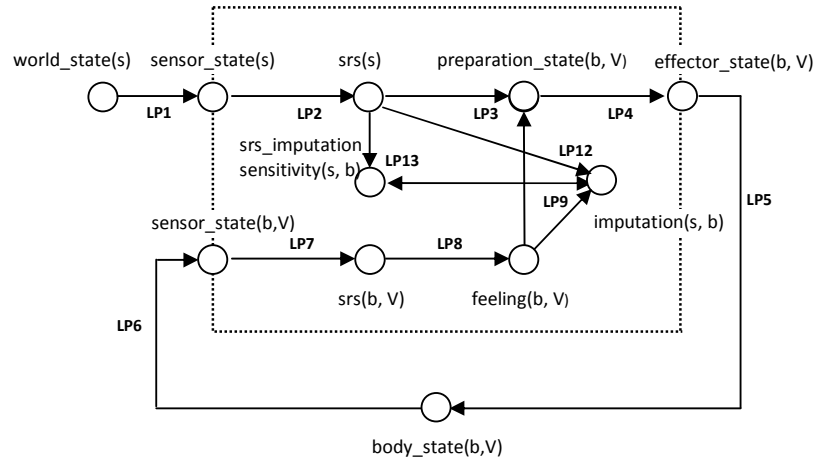 world_state(s) sensor_state(s) srs(s) preparation_state(b, V) effector_state(b, V)
LP1 LP2 LP3 LP4
srs_imputation
sensitivity(s, b)
LP13 LP12
LP9 LP5
sensor_state(b,V) imputation(s, b)
LP7 LP8
srs(b, V) feeling(b, V)
LP6
body_state(b,V)